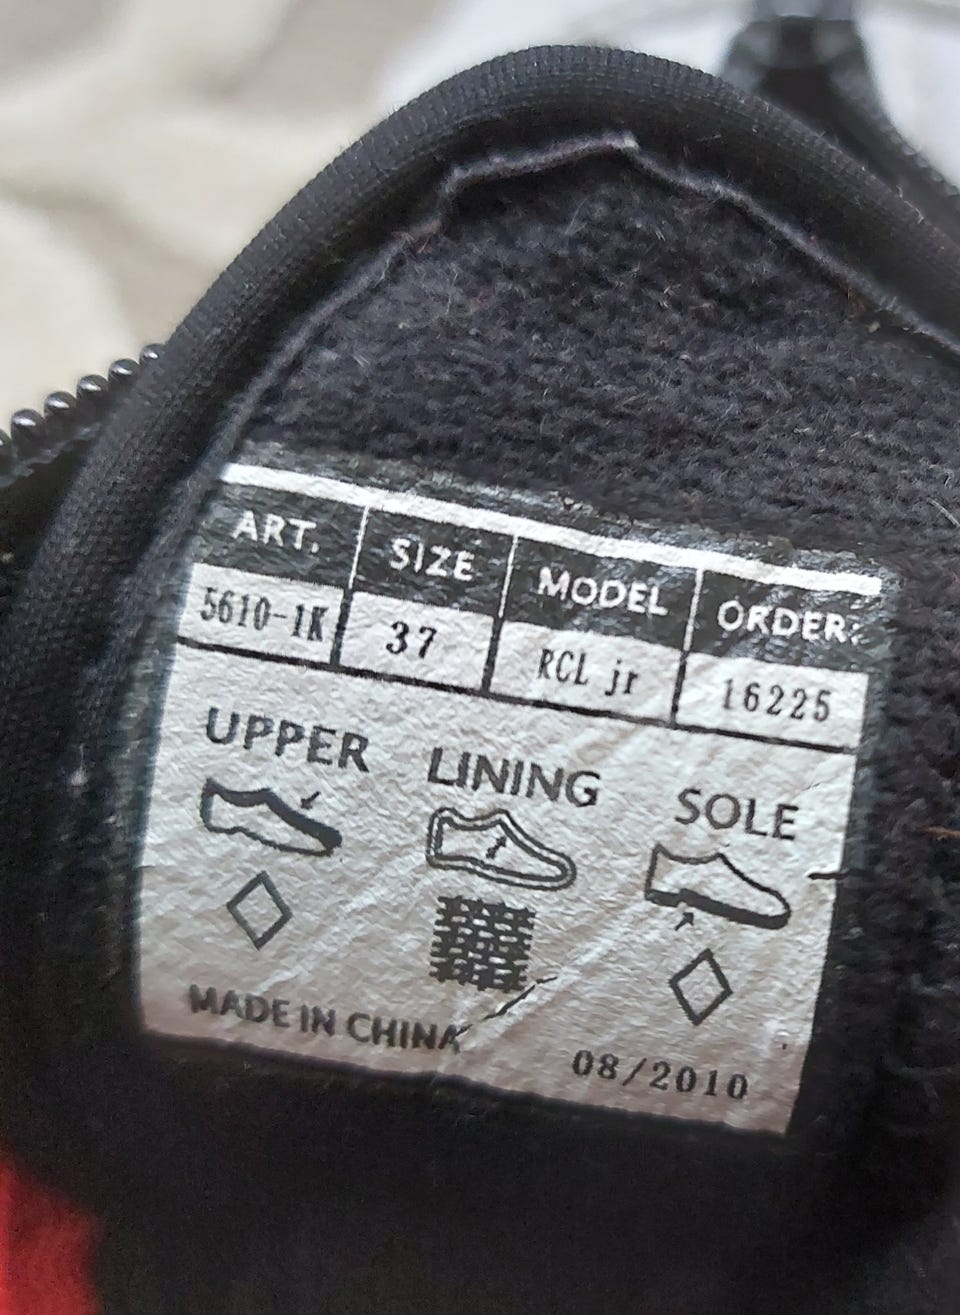 ART. SIZE MODEL ORDER:
5610-1K 37 RCL jr 16225
UPPER LINING SOLE
MADE IN CHINA
08/2010